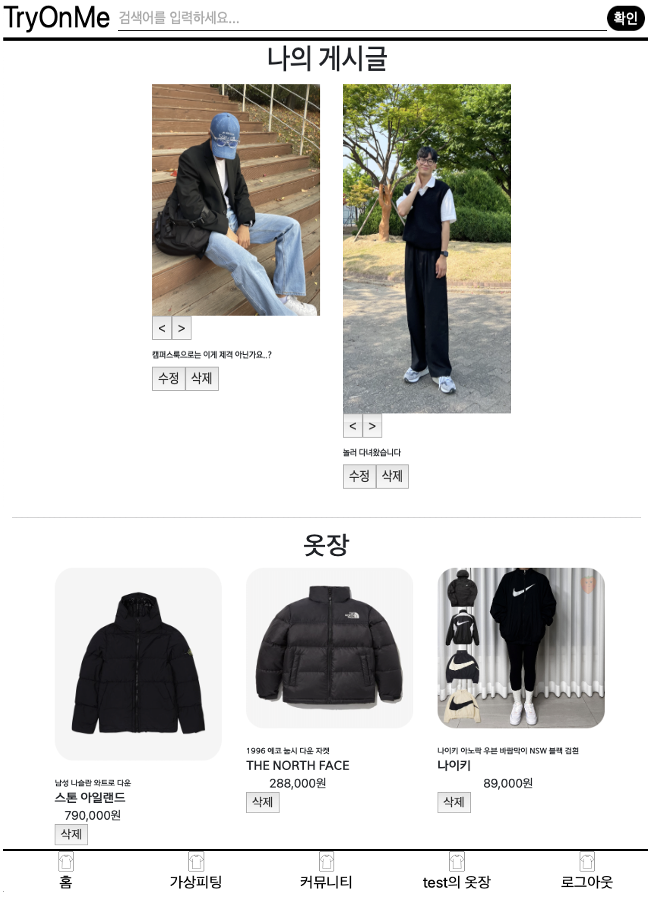 TryOnMe 검색어를 입력하세요... 확인
나의 게시글
< >
캠퍼스룩으로는 이게 제격 아닌가요..?
수정 삭제
< >
놀러 다녀왔습니다
수정 삭제
옷장
남성 나슬란 와트로 다운
스톤 아일랜드
790,000원
삭제
1996 에코 눕시 다운 자켓
THE NORTH FACE
288,000원
삭제
나이키 아노락 우븐 바람막이 NSW 블랙 검흰
나이키
89,000원
삭제
홈 가상피팅 커뮤니티 test의 옷장 로그아웃